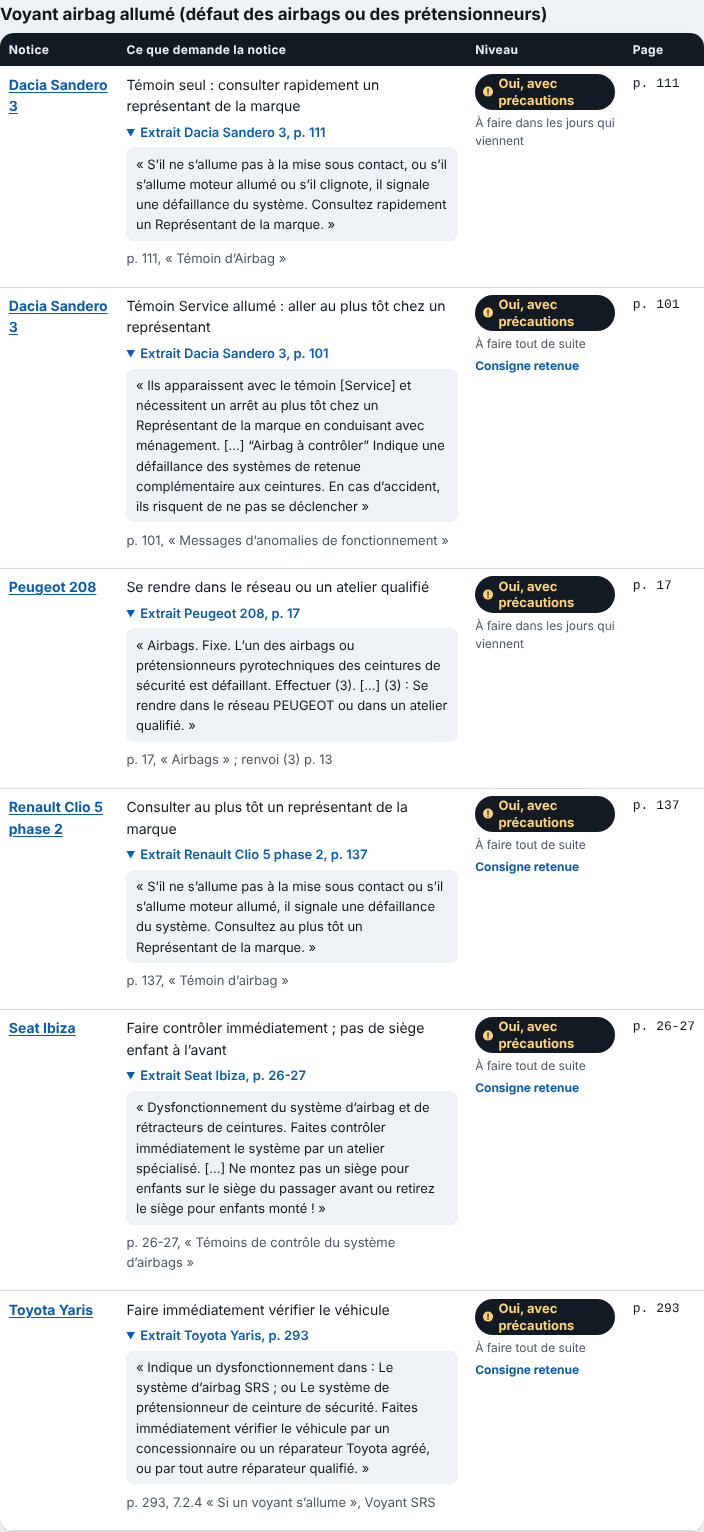 Voyant airbag allumé (défaut des airbags ou des prétensionneurs)
Notice Ce que demande la notice Niveau Page
Dacia Sandero
3
Témoin seul : consulter rapidement un
représentant de la marque
▼ Extrait Dacia Sandero 3, p. 111
« S’il ne s’allume pas à la mise sous contact, ou s’il
s’allume moteur allumé ou s’il clignote, il signale
une défaillance du système. Consultez rapidement
un Représentant de la marque. »
p. 111, « Témoin d’Airbag »
Oui, avec
précautions
À faire dans les jours qui
viennent
p. 111
Dacia Sandero
3
Témoin Service allumé : aller au plus tôt chez un
représentant
▼ Extrait Dacia Sandero 3, p. 101
« Ils apparaissent avec le témoin [Service] et
nécessitent un arrêt au plus tôt chez un
Représentant de la marque en conduisant avec
ménagement. [...] “Airbag à contrôler” Indique une
défaillance des systèmes de retenue
complémentaire aux ceintures. En cas d’accident,
ils risquent de ne pas se déclencher »
p. 101, « Messages d’anomalies de fonctionnement »
Oui, avec
précautions
À faire tout de suite
Consigne retenue
p. 101
Peugeot 208
Se rendre dans le réseau ou un atelier qualifié
▼ Extrait Peugeot 208, p. 17
« Airbags. Fixe. L’un des airbags ou
prétensionneurs pyrotechniques des ceintures de
sécurité est défaillant. Effectuer (3). [...] (3) : Se
rendre dans le réseau PEUGEOT ou dans un atelier
qualifié. »
p. 17, « Airbags » ; renvoi (3) p. 13
Oui, avec
précautions
À faire dans les jours qui
viennent
p. 17
Renault Clio 5
phase 2
Consulter au plus tôt un représentant de la
marque
▼ Extrait Renault Clio 5 phase 2, p. 137
« S’il ne s’allume pas à la mise sous contact ou s’il
s’allume moteur allumé, il signale une défaillance
du système. Consultez au plus tôt un
Représentant de la marque. »
p. 137, « Témoin d’airbag »
Oui, avec
précautions
À faire tout de suite
Consigne retenue
p. 137
Seat Ibiza
Faire contrôler immédiatement ; pas de siège
enfant à l’avant
▼ Extrait Seat Ibiza, p. 26-27
« Dysfonctionnement du système d’airbag et de
rétracteurs de ceintures. Faites contrôler
immédiatement le système par un atelier
spécialisé. [...] Ne montez pas un siège pour
enfants sur le siège du passager avant ou retirez
le siège pour enfants monté ! »
p. 26-27, « Témoins de contrôle du système
d’airbags »
Oui, avec
précautions
À faire tout de suite
Consigne retenue
p. 26-27
Toyota Yaris
Faire immédiatement vérifier le véhicule
▼ Extrait Toyota Yaris, p. 293
« Indique un dysfonctionnement dans : Le
système d’airbag SRS ; ou Le système de
prétensionneur de ceinture de sécurité. Faites
immédiatement vérifier le véhicule par un
concessionnaire ou un réparateur Toyota agréé,
ou par tout autre réparateur qualifié. »
p. 293, 7.2.4 « Si un voyant s’allume », Voyant SRS
Oui, avec
précautions
À faire tout de suite
Consigne retenue
p. 293